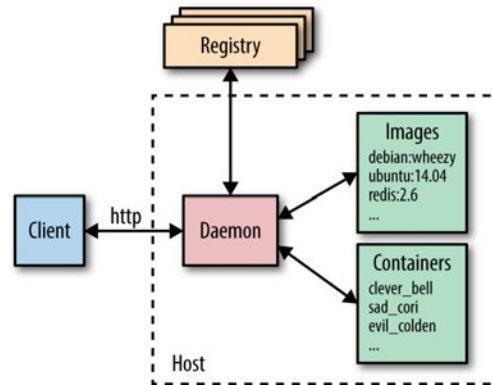 Registry
Images
debian:wheezy
ubuntu:14.04
redis:2.6
...
Client
http
Daemon
Containers
clever_bell
sad_cori
evil_colden
...
Host